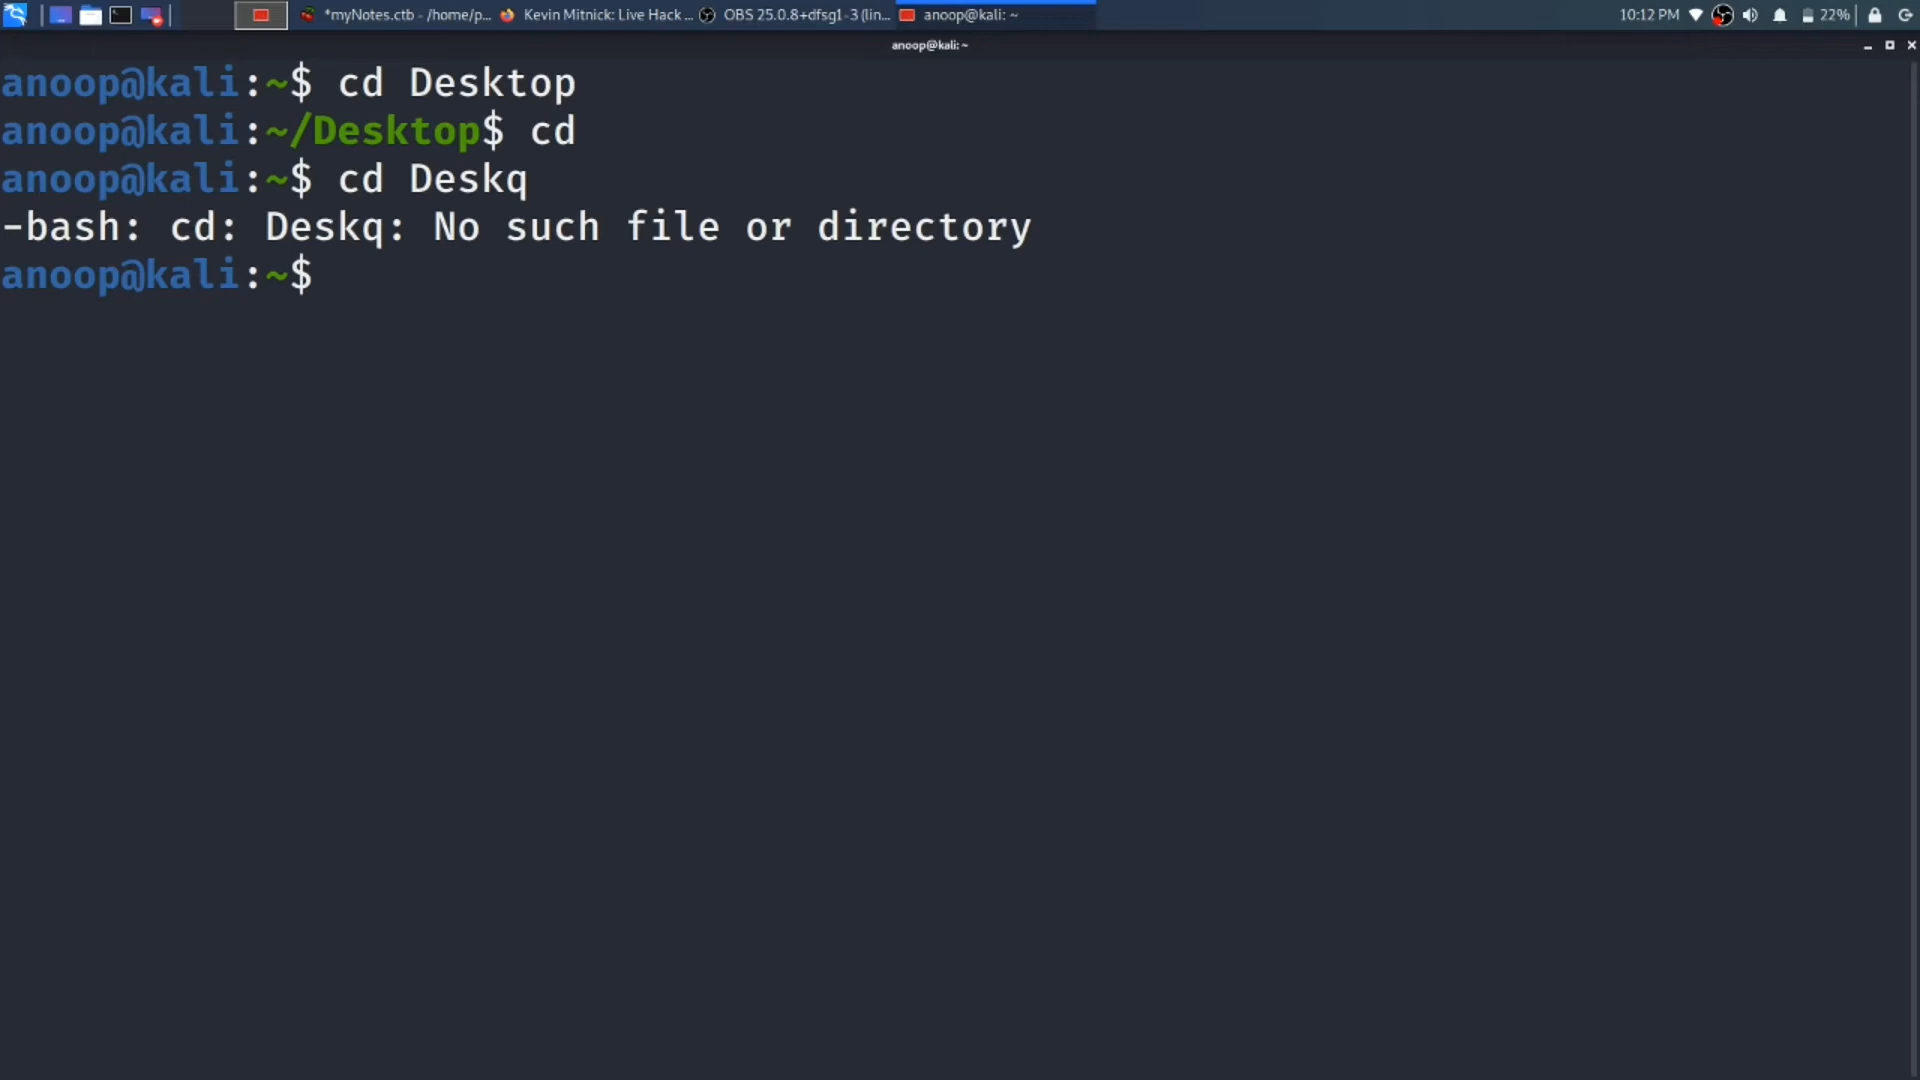 *myNotes.ctb - /home/p... Kevin Mitnick: Live Hack ... OBS 25.0.8+dfsg1-3 (lin... anoop@kali: ~ 10:12 PM 22%
anoop@kali: ~
anoop@kali:~$ cd Desktop
anoop@kali:~/Desktop$ cd
anoop@kali:~$ cd Deskq
-bash: cd: Deskq: No such file or directory
anoop@kali:~$